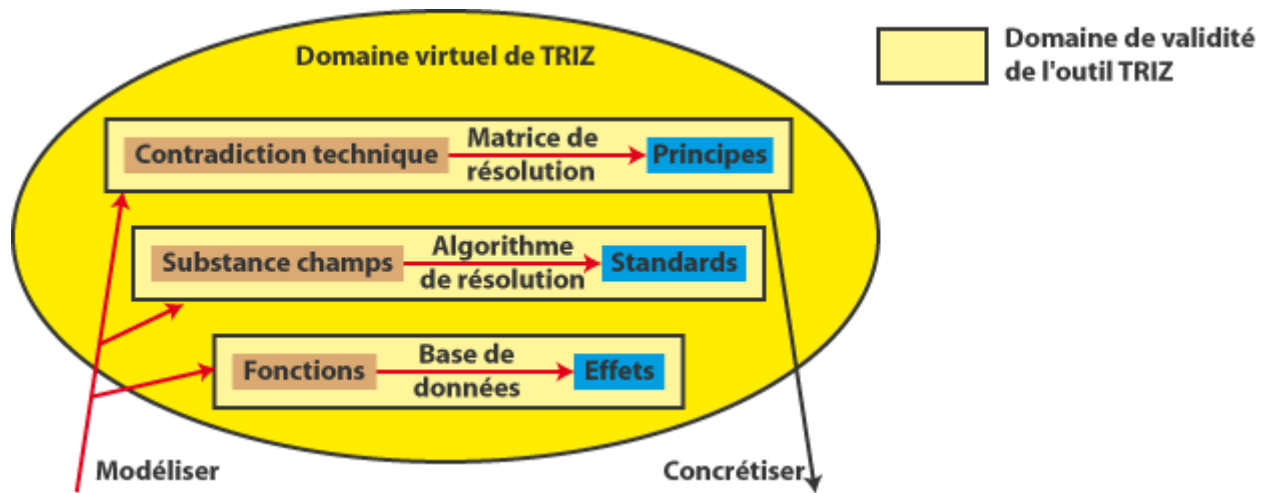 Domaine virtuel de TRIZ
Domaine de validité
de l'outil TRIZ
Contradiction technique
Matrice de
résolution
Principes
Substance champs
Algorithme
de résolution
Standards
Fonctions
Base de
données
Effets
Modéliser
Concrétiser